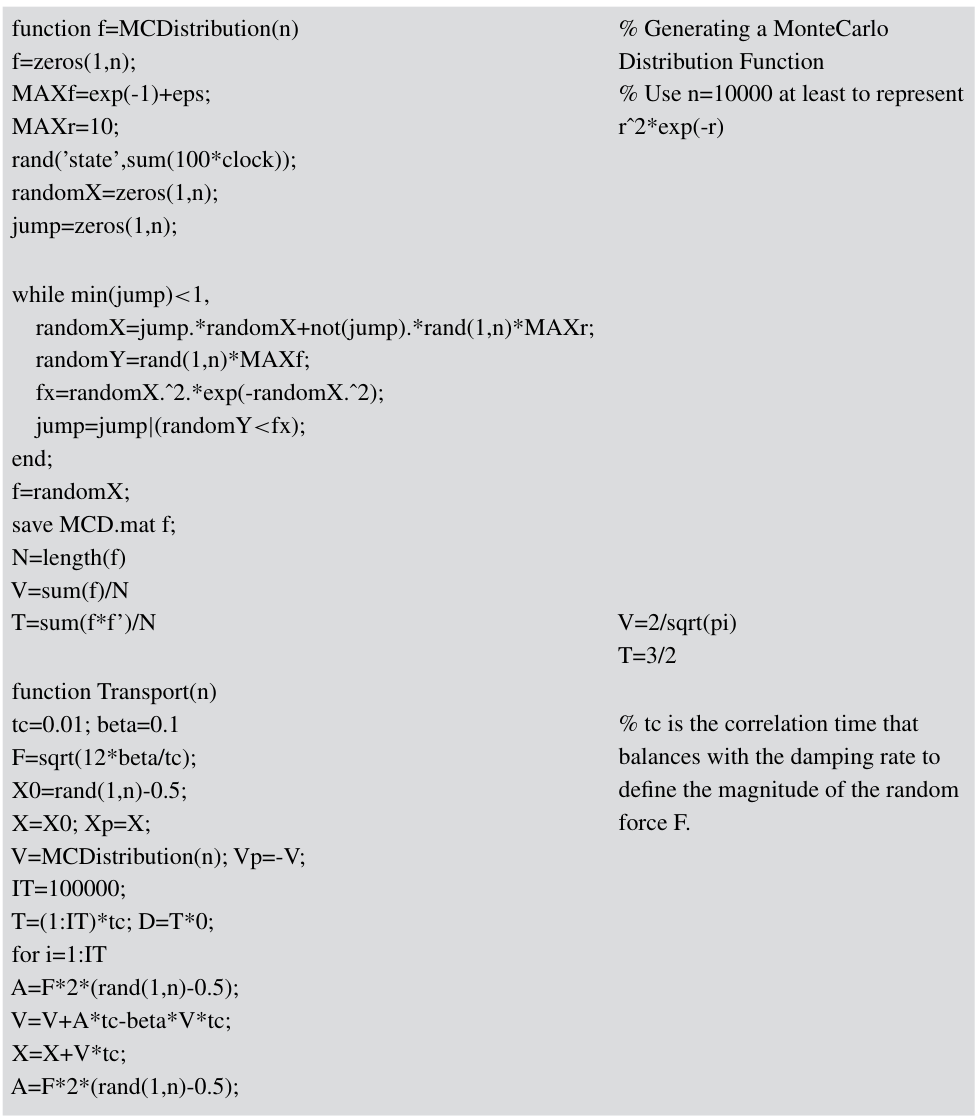 function f=MCDistribution(n)
% Generating a MonteCarlo
f=zeros(1,n);
Distribution Function
MAXf=exp(-1)+eps;
% Use n=10000 at least to represent
MAXr=10;
rˆ2*exp(-r)
rand(’state’,sum(100*clock));
randomX=zeros(1,n);
jump=zeros(1,n);
while min(jump)<1,
randomX=jump.*randomX+not(jump).*rand(1,n)*MAXr;
randomY=rand(1,n)*MAXf;
fx=randomX.ˆ2.*exp(-randomX.ˆ2);
jump=jump|(randomY<fx);
end;
f=randomX;
save MCD.mat f;
N=length(f)
V=sum(f)/N
T=sum(f*f’)/N
V=2/sqrt(pi)
T=3/2
function Transport(n)
tc=0.01; beta=0.1
% tc is the correlation time that
F=sqrt(12*beta/tc);
balances with the damping rate to
X0=rand(1,n)-0.5;
define the magnitude of the random
X=X0; Xp=X;
force F.
V=MCDistribution(n); Vp=-V;
IT=100000;
T=(1:IT)*tc; D=T*0;
for i=1:IT
A=F*2*(rand(1,n)-0.5);
V=V+A*tc-beta*V*tc;
X=X+V*tc;
A=F*2*(rand(1,n)-0.5);